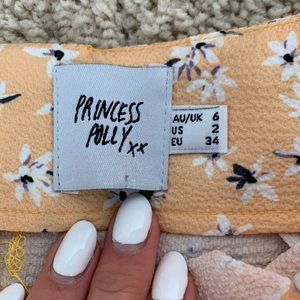 PRINCESS
POLLY xx
AU/UK 6
US 2
EU 34